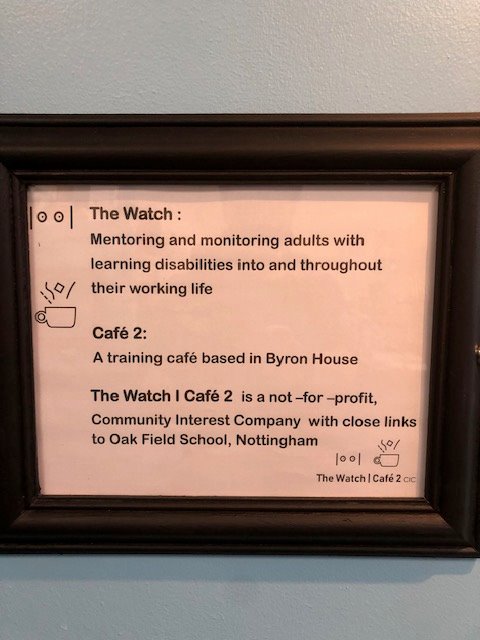 The Watch :
Mentoring and monitoring adults with
learning disabilities into and throughout
their working life
Café 2:
A training café based in Byron House
The Watch I Café 2 is a not –for –profit,
Community Interest Company with close links
to Oak Field School, Nottingham
The Watch | Café 2 CIC